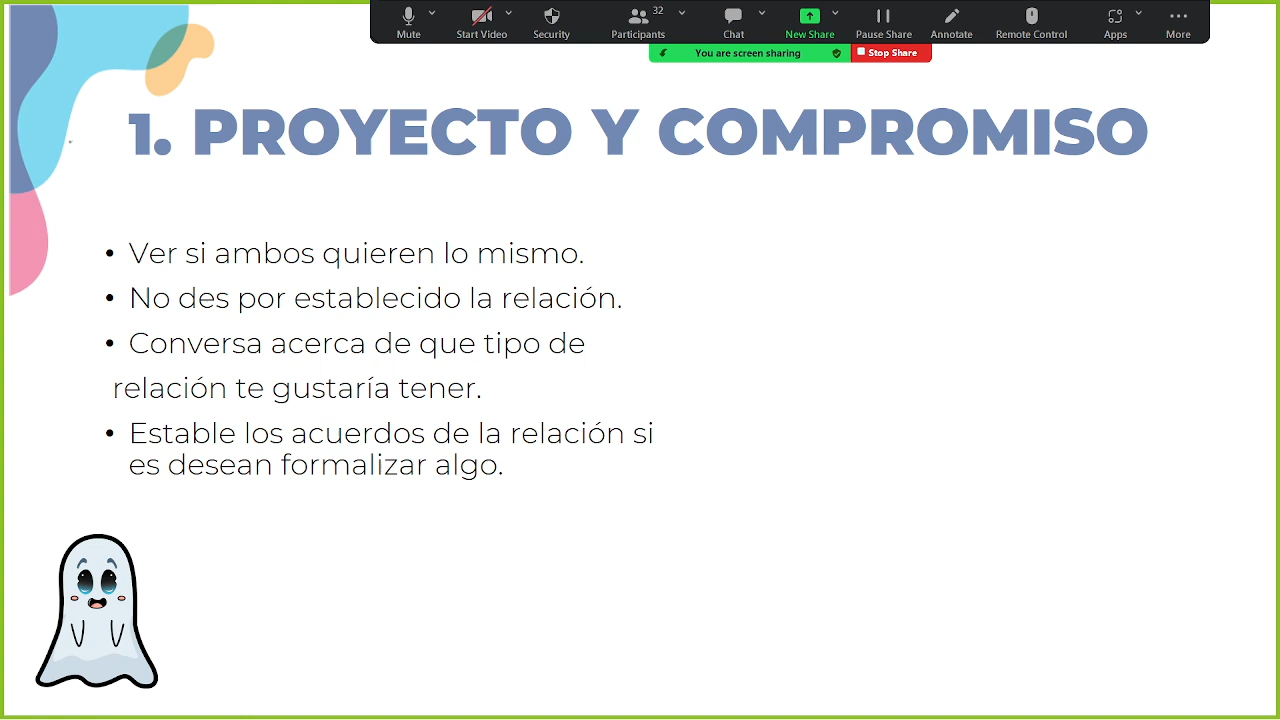 Mute
Start Video
Security
Participants
32
Chat
New Share
Pause Share
Annotate
Remote Control
Apps
More
You are screen sharing
Stop Share
1. PROYECTO Y COMPROMISO
• Ver si ambos quieren lo mismo.
• No des por establecido la relación.
• Conversa acerca de que tipo de
relación te gustaría tener.
• Estable los acuerdos de la relación si
es desean formalizar algo.